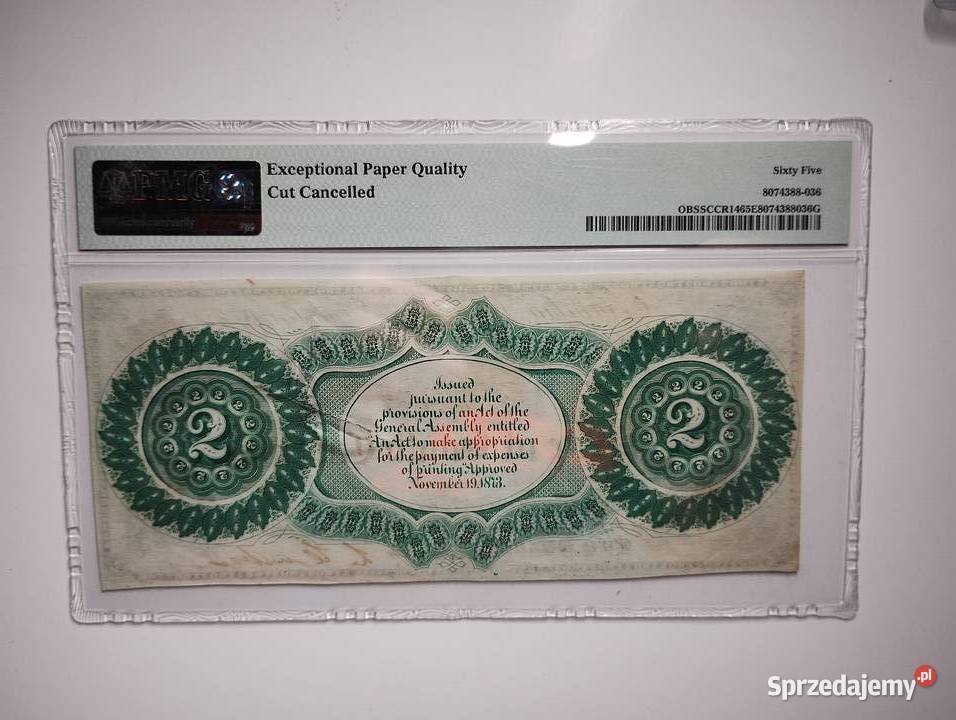 PMG
Exceptional Paper Quality
Cut Cancelled
Sixty Five
8074388-036
OBSSCCR1465E8074388036G
2
2
Issued
pursuant to the
provisions of an Act of the
General Assembly entitled
An Act to make appropriation
for the payment of expenses
of printing Approved
November 19, 1873.
Sprzedajemy.pl